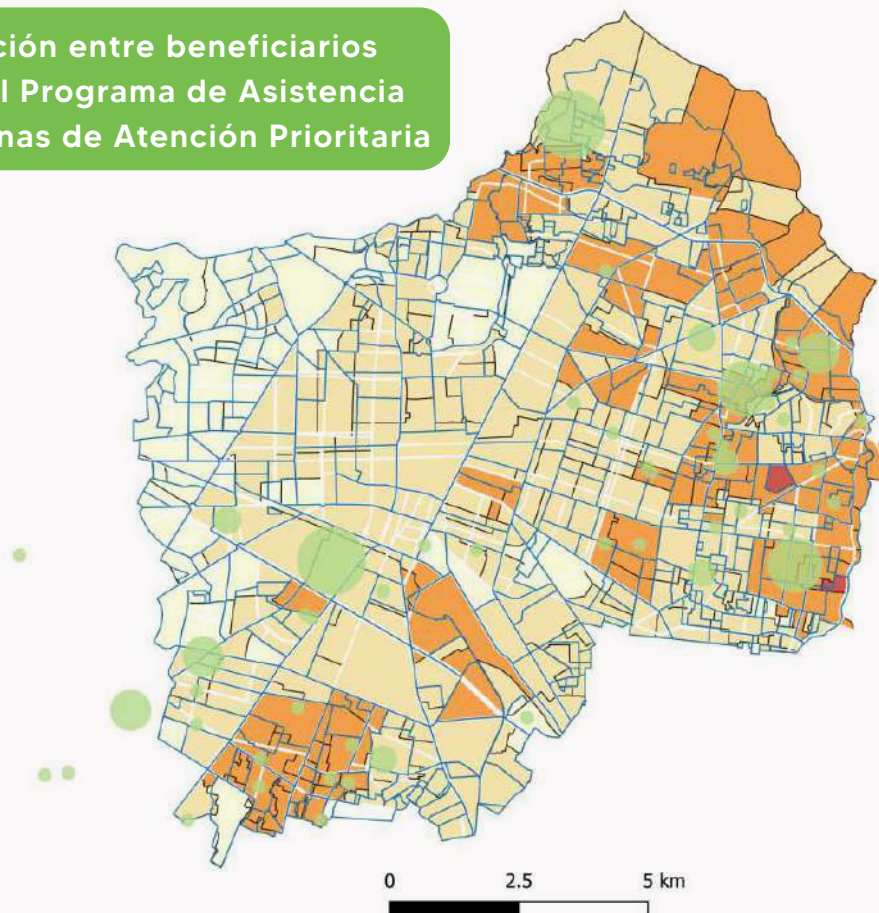 ción entre beneficiarios
l Programa de Asistencia
nas de Atención Prioritaria
0 2.5 5 km